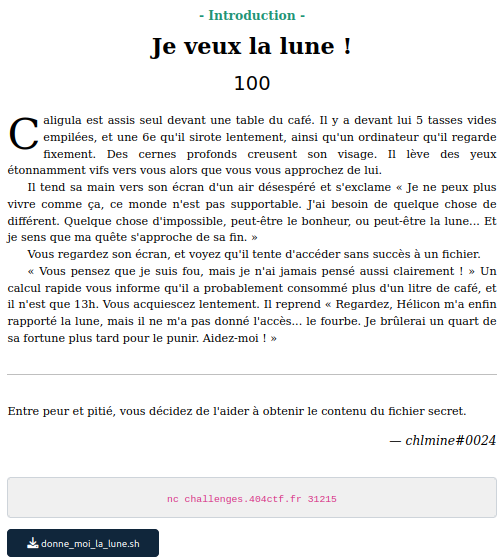 - Introduction -
Je veux la lune !
100
Caligula est assis seul devant une table du café. Il y a devant lui 5 tasses vides
empilées, et une 6e qu'il sirote lentement, ainsi qu'un ordinateur qu'il regarde
fixement. Des cernes profonds creusent son visage. Il lève des yeux
étonnamment vifs vers vous alors que vous vous approchez de lui.
Il tend sa main vers son écran d'un air désespéré et s'exclame « Je ne peux plus
vivre comme ça, ce monde n'est pas supportable. J'ai besoin de quelque chose de
différent. Quelque chose d'impossible, peut-être le bonheur, ou peut-être la lune... Et
je sens que ma quête s'approche de sa fin. »
Vous regardez son écran, et voyez qu'il tente d'accéder sans succès à un fichier.
« Vous pensez que je suis fou, mais je n'ai jamais pensé aussi clairement ! » Un
calcul rapide vous informe qu'il a probablement consommé plus d'un litre de café, et
il n'est que 13h. Vous acquiescez lentement. Il reprend « Regardez, Hélicon m'a enfin
rapporté la lune, mais il ne m'a pas donné l'accès... le fourbe. Je brûlerai un quart de
sa fortune plus tard pour le punir. Aidez-moi ! »
Entre peur et pitié, vous décidez de l'aider à obtenir le contenu du fichier secret.
— chlmine#0024
nc challenges.404ctf.fr 31215
donne_moi_la_lune.sh